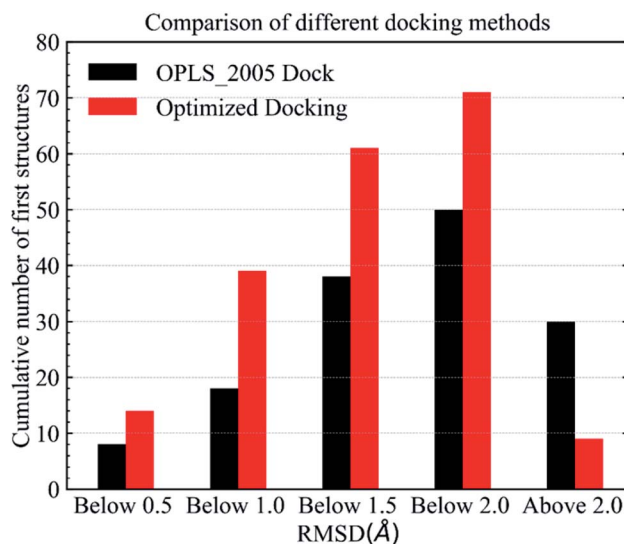 Comparison of different docking methods
80
70
60
50
40
30
20
10
0
Cumulative number of first structures
OPLS_2005 Dock
Optimized Docking
Below 0.5 Below 1.0 Below 1.5 Below 2.0 Above 2.0
RMSD(Å)